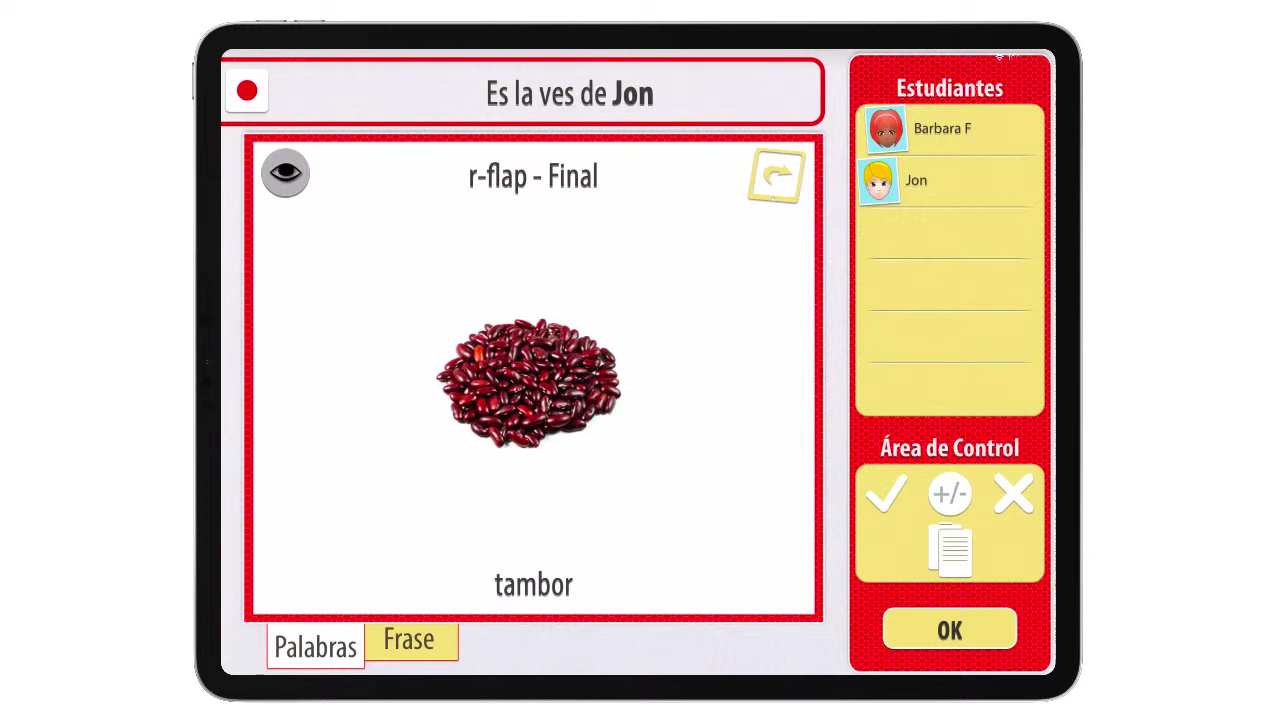 Es la ves de Jon
r-flap - Final
tambor
Palabras
Frase
Estudiantes
Barbara F
Jon
Área de Control
+/-
OK